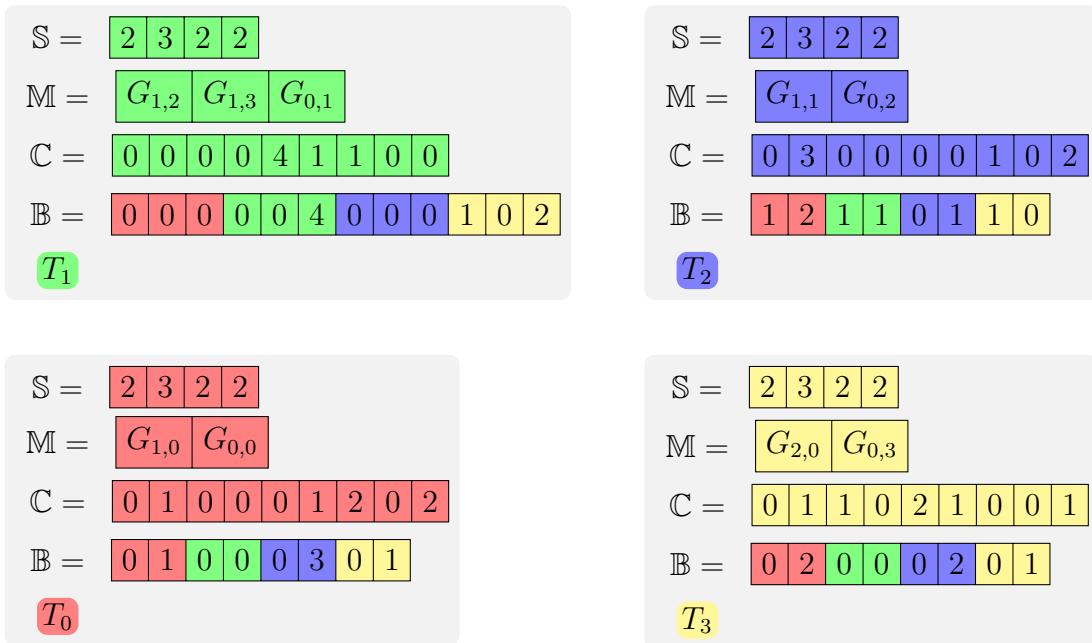 𝕊 = 2 3 2 2
𝕄 = G1,2 G1,3 G0,1
ℂ = 0 0 0 0 4 1 1 0 0
𝔹 = 0 0 0 0 0 4 0 0 0 1 0 2
T1
𝕊 = 2 3 2 2
𝕄 = G1,1 G0,2
ℂ = 0 3 0 0 0 0 1 0 2
𝔹 = 1 2 1 1 0 1 1 0
T2
𝕊 = 2 3 2 2
𝕄 = G1,0 G0,0
ℂ = 0 1 0 0 0 1 2 0 2
𝔹 = 0 1 0 0 0 3 0 1
T0
𝕊 = 2 3 2 2
𝕄 = G2,0 G0,3
ℂ = 0 1 1 0 2 1 0 0 1
𝔹 = 0 2 0 0 0 2 0 1
T3